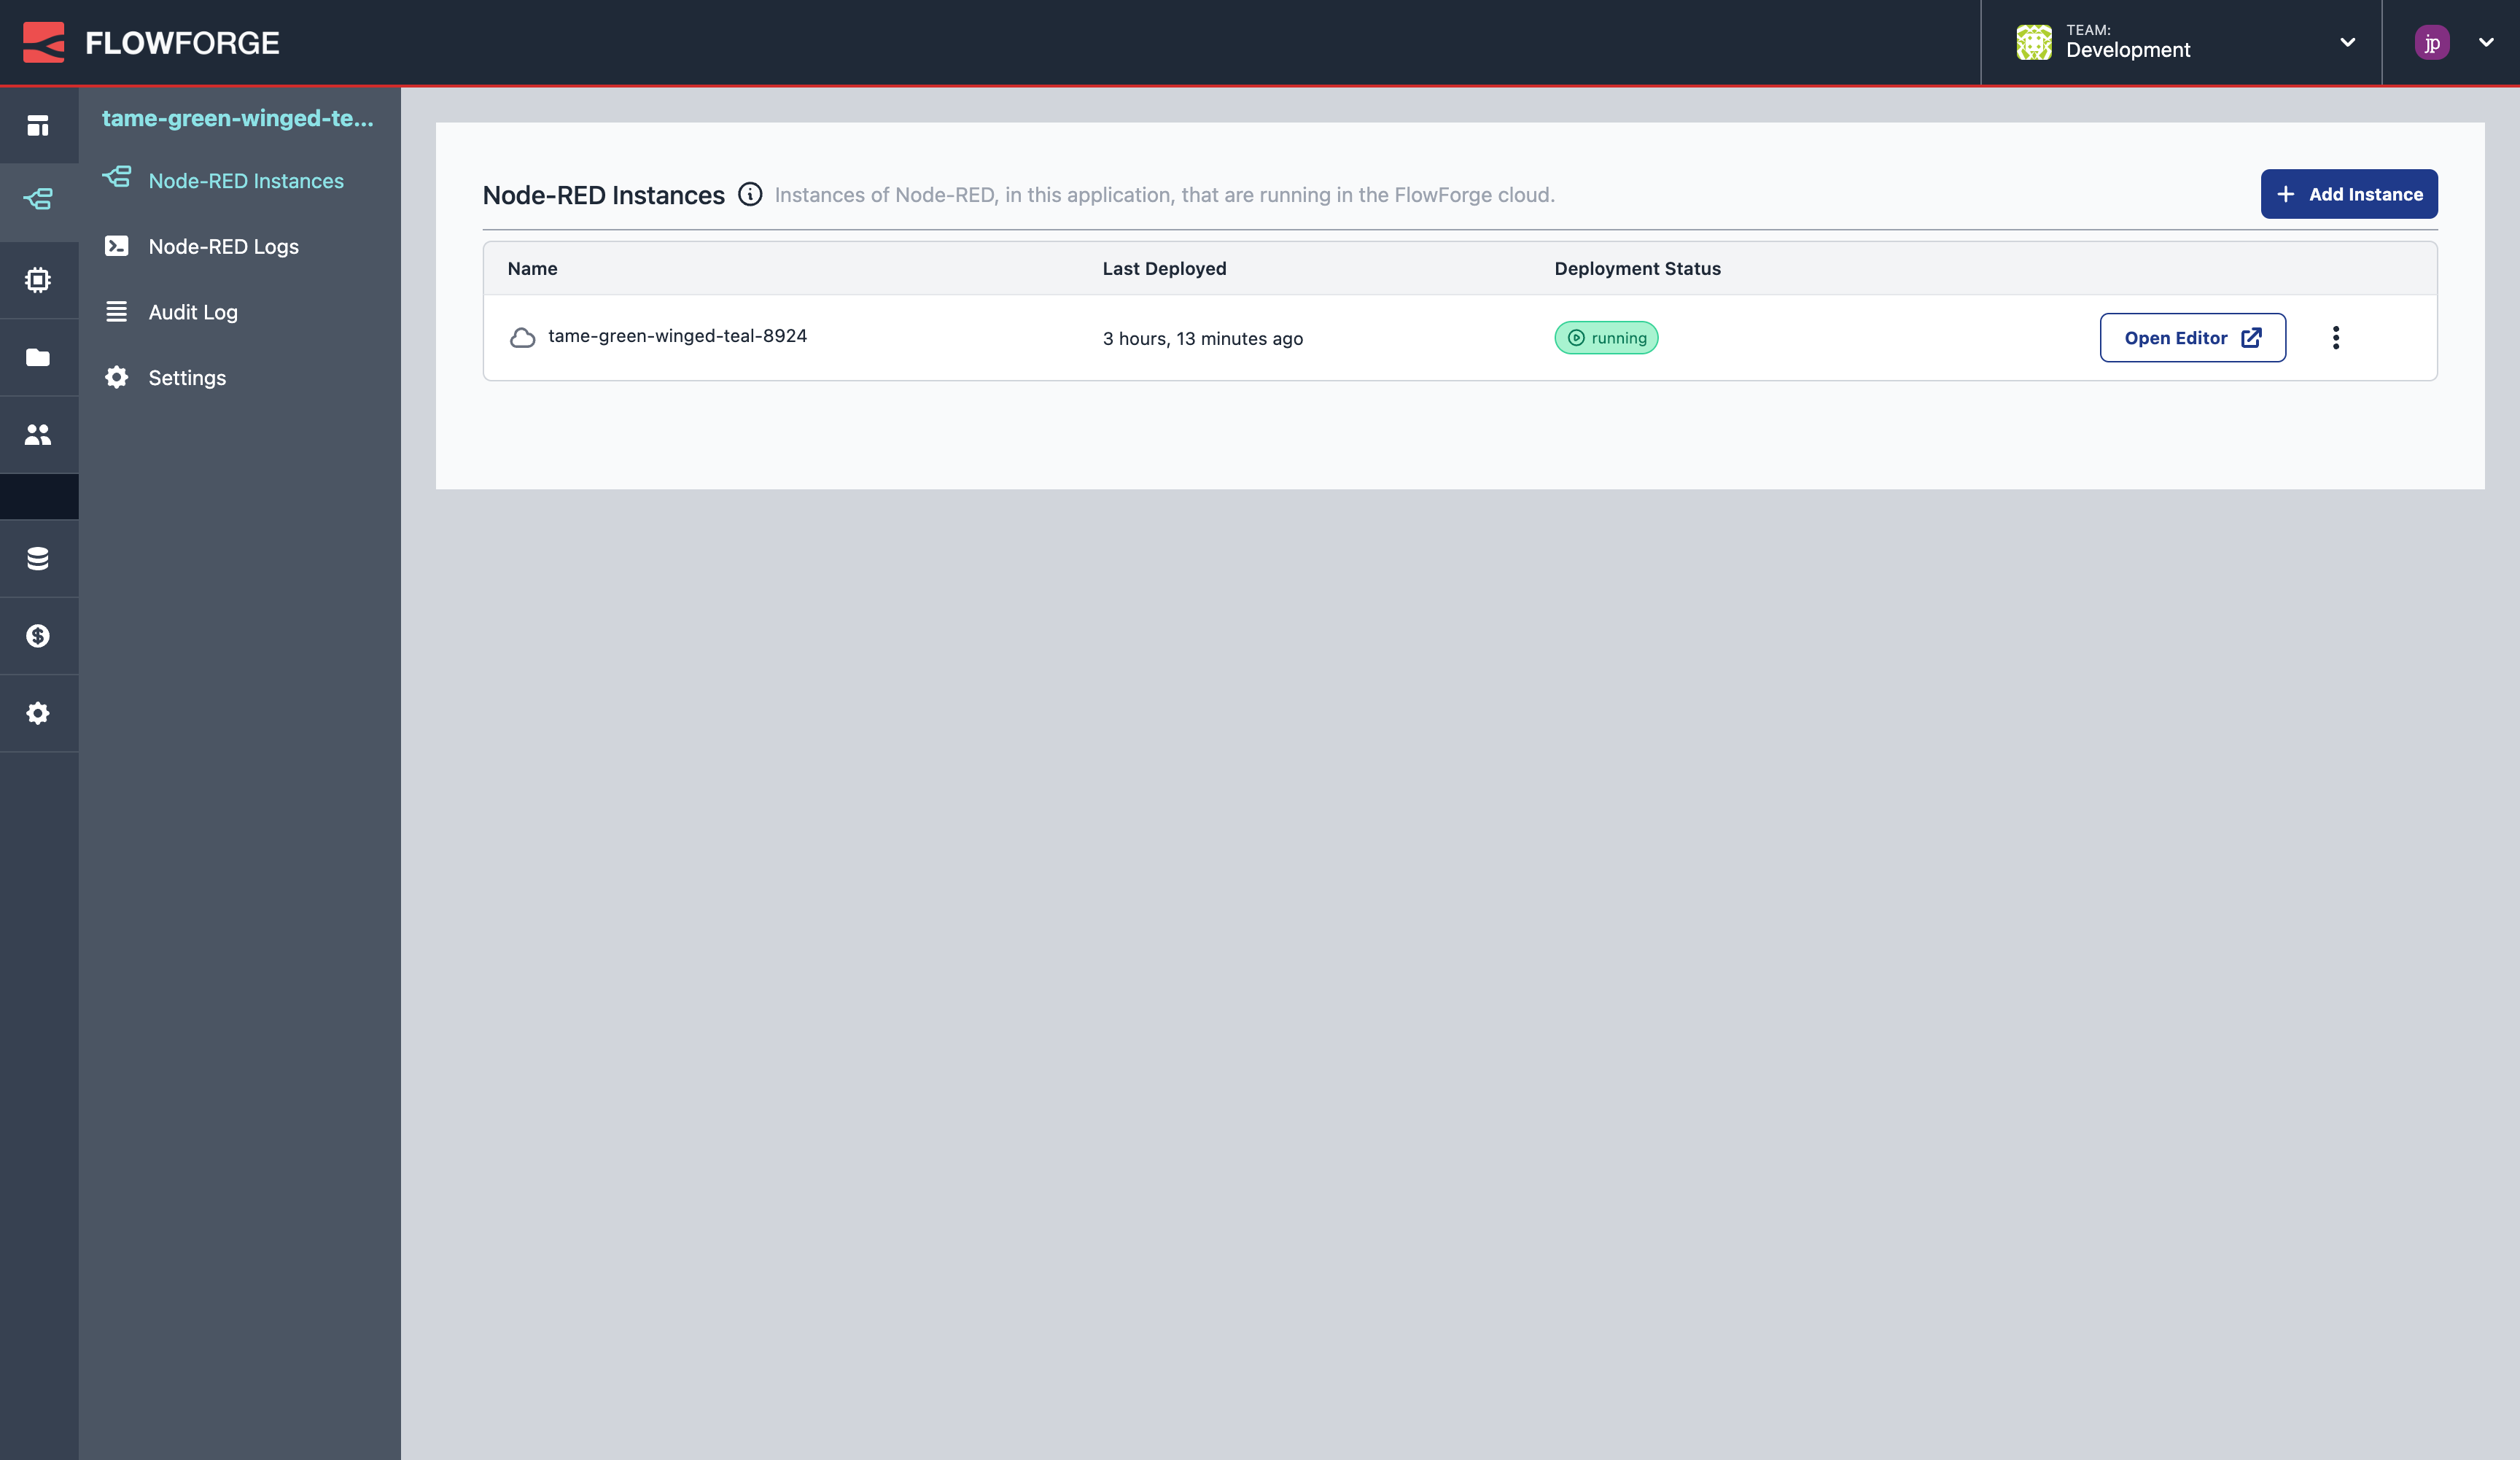 FLOWFORGE
TEAM:
Development
jp
tame-green-winged-te...
Node-RED Instances
Node-RED Logs
Audit Log
Settings
Node-RED Instances Instances of Node-RED, in this application, that are running in the FlowForge cloud.
Add Instance
Name Last Deployed Deployment Status
tame-green-winged-teal-8924 3 hours, 13 minutes ago running Open Editor